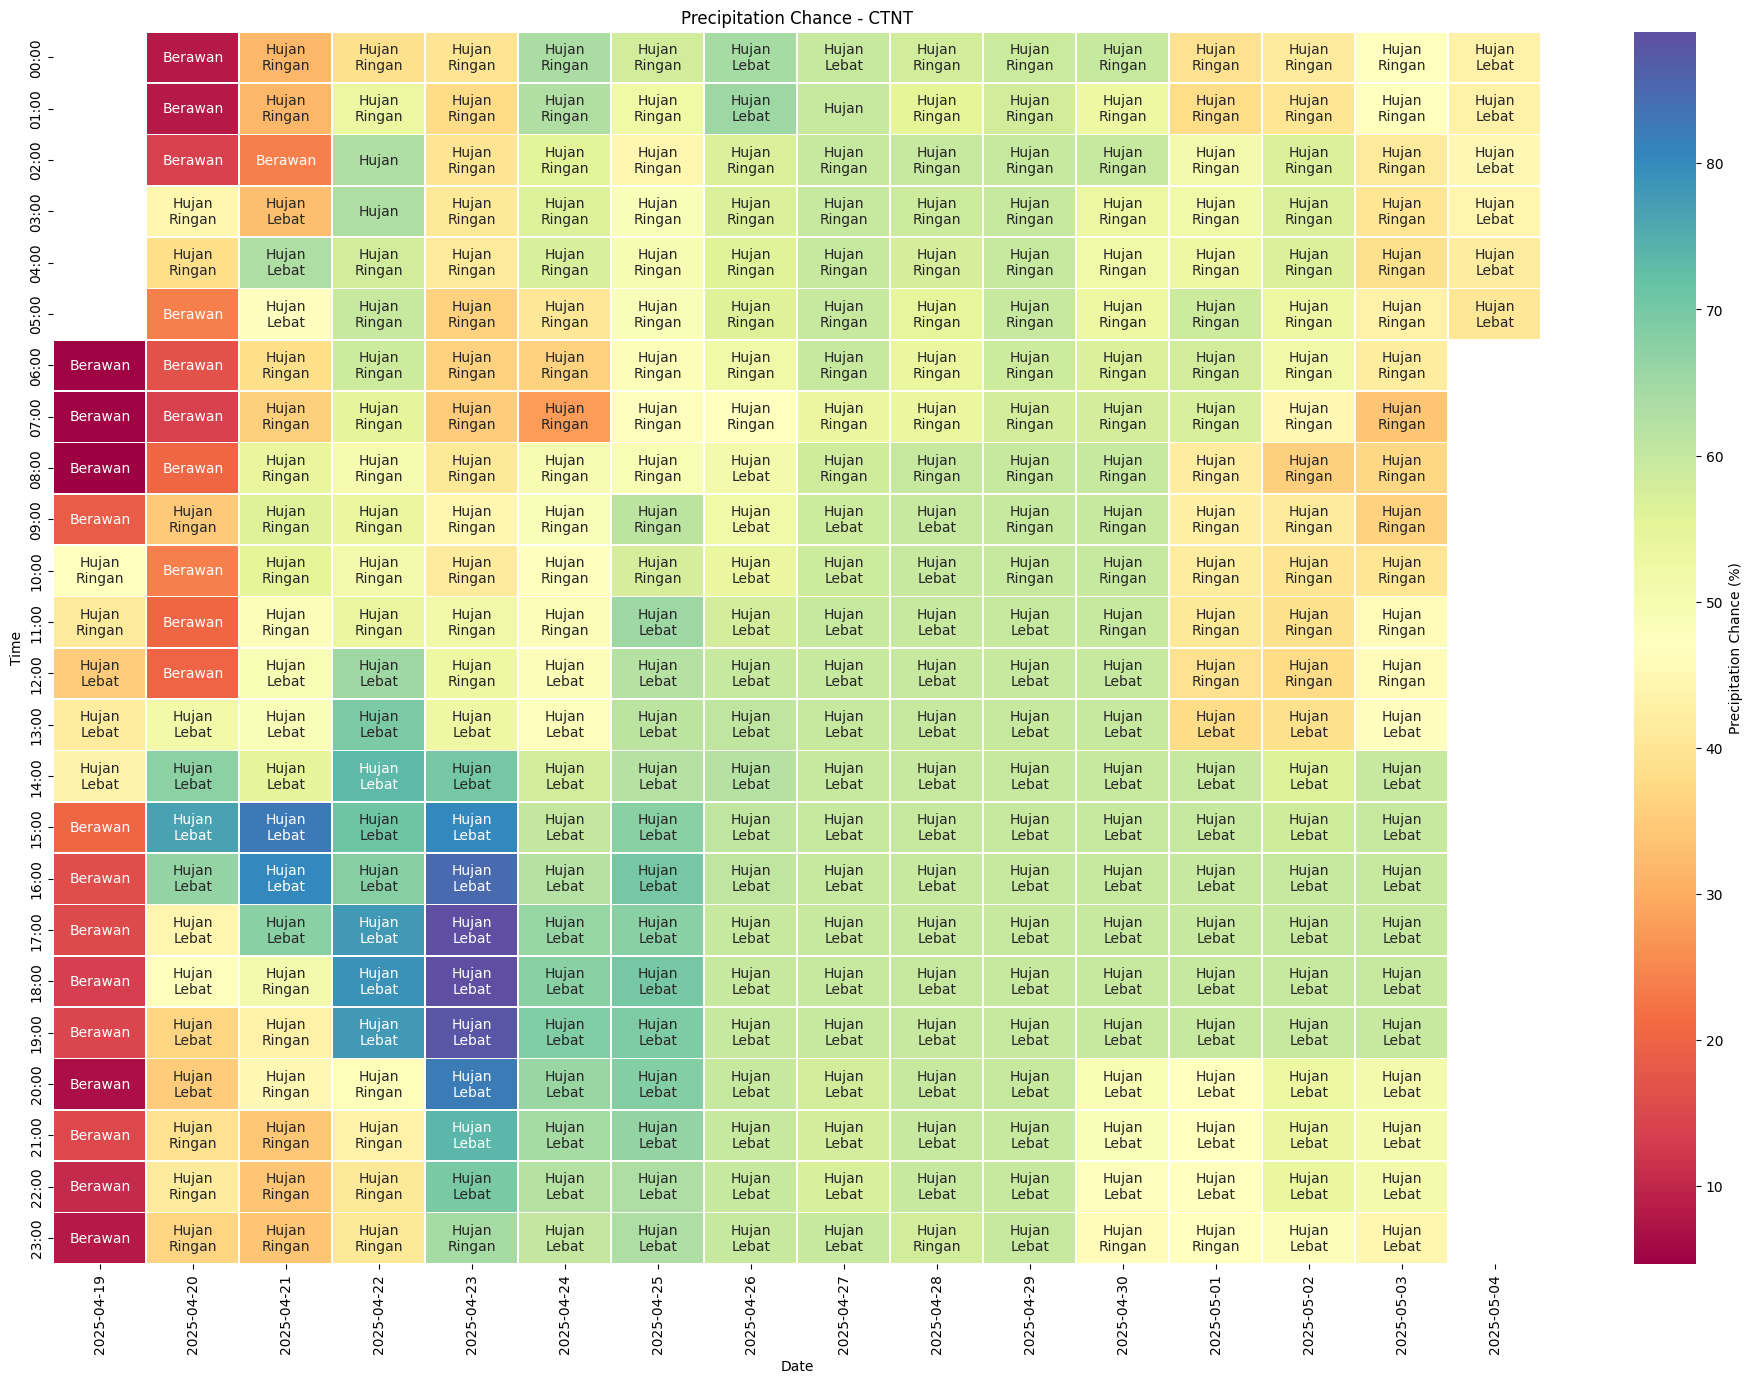 Precipitation Chance - CTNT
00:00 Berawan Hujan Ringan Hujan Ringan Hujan Ringan Hujan Ringan Hujan Ringan Hujan Lebat Hujan Lebat Hujan Ringan Hujan Ringan Hujan Ringan Hujan Ringan Hujan Ringan Hujan Ringan Hujan Lebat
01:00 Berawan Hujan Ringan Hujan Ringan Hujan Ringan Hujan Ringan Hujan Ringan Hujan Lebat Hujan Hujan Ringan Hujan Ringan Hujan Ringan Hujan Ringan Hujan Ringan Hujan Ringan Hujan Lebat
02:00 Berawan Berawan Hujan Hujan Ringan Hujan Ringan Hujan Ringan Hujan Ringan Hujan Ringan Hujan Ringan Hujan Ringan Hujan Ringan Hujan Ringan Hujan Ringan Hujan Ringan Hujan Lebat
03:00 Hujan Ringan Hujan Lebat Hujan Hujan Ringan Hujan Ringan Hujan Ringan Hujan Ringan Hujan Ringan Hujan Ringan Hujan Ringan Hujan Ringan Hujan Ringan Hujan Ringan Hujan Ringan Hujan Lebat
04:00 Hujan Ringan Hujan Lebat Hujan Ringan Hujan Ringan Hujan Ringan Hujan Ringan Hujan Ringan Hujan Ringan Hujan Ringan Hujan Ringan Hujan Ringan Hujan Ringan Hujan Ringan Hujan Ringan Hujan Lebat
05:00 Berawan Hujan Lebat Hujan Ringan Hujan Ringan Hujan Ringan Hujan Ringan Hujan Ringan Hujan Ringan Hujan Ringan Hujan Ringan Hujan Ringan Hujan Ringan Hujan Ringan Hujan Ringan Hujan Lebat
06:00 Berawan Berawan Hujan Ringan Hujan Ringan Hujan Ringan Hujan Ringan Hujan Ringan Hujan Ringan Hujan Ringan Hujan Ringan Hujan Ringan Hujan Ringan Hujan Ringan Hujan Ringan Hujan Ringan
07:00 Berawan Berawan Hujan Ringan Hujan Ringan Hujan Ringan Hujan Ringan Hujan Ringan Hujan Ringan Hujan Ringan Hujan Ringan Hujan Ringan Hujan Ringan Hujan Ringan Hujan Ringan Hujan Ringan
08:00 Berawan Berawan Hujan Ringan Hujan Ringan Hujan Ringan Hujan Ringan Hujan Ringan Hujan Lebat Hujan Ringan Hujan Ringan Hujan Ringan Hujan Ringan Hujan Ringan Hujan Ringan Hujan Ringan
09:00 Berawan Hujan Ringan Hujan Ringan Hujan Ringan Hujan Ringan Hujan Ringan Hujan Ringan Hujan Lebat Hujan Lebat Hujan Lebat Hujan Ringan Hujan Ringan Hujan Ringan Hujan Ringan Hujan Ringan
10:00 Hujan Ringan Berawan Hujan Ringan Hujan Ringan Hujan Ringan Hujan Ringan Hujan Ringan Hujan Lebat Hujan Lebat Hujan Lebat Hujan Ringan Hujan Ringan Hujan Ringan Hujan Ringan Hujan Ringan
11:00 Hujan Ringan Berawan Hujan Ringan Hujan Ringan Hujan Ringan Hujan Ringan Hujan Lebat Hujan Lebat Hujan Lebat Hujan Lebat Hujan Lebat Hujan Ringan Hujan Ringan Hujan Ringan Hujan Ringan
12:00 Hujan Lebat Berawan Hujan Lebat Hujan Lebat Hujan Ringan Hujan Lebat Hujan Lebat Hujan Lebat Hujan Lebat Hujan Lebat Hujan Lebat Hujan Lebat Hujan Ringan Hujan Ringan Hujan Ringan
13:00 Hujan Lebat Hujan Lebat Hujan Lebat Hujan Lebat Hujan Lebat Hujan Lebat Hujan Lebat Hujan Lebat Hujan Lebat Hujan Lebat Hujan Lebat Hujan Lebat Hujan Lebat Hujan Lebat Hujan Lebat
14:00 Hujan Lebat Hujan Lebat Hujan Lebat Hujan Lebat Hujan Lebat Hujan Lebat Hujan Lebat Hujan Lebat Hujan Lebat Hujan Lebat Hujan Lebat Hujan Lebat Hujan Lebat Hujan Lebat Hujan Lebat
15:00 Berawan Hujan Lebat Hujan Lebat Hujan Lebat Hujan Lebat Hujan Lebat Hujan Lebat Hujan Lebat Hujan Lebat Hujan Lebat Hujan Lebat Hujan Lebat Hujan Lebat Hujan Lebat Hujan Lebat
16:00 Berawan Hujan Lebat Hujan Lebat Hujan Lebat Hujan Lebat Hujan Lebat Hujan Lebat Hujan Lebat Hujan Lebat Hujan Lebat Hujan Lebat Hujan Lebat Hujan Lebat Hujan Lebat Hujan Lebat
17:00 Berawan Hujan Lebat Hujan Lebat Hujan Lebat Hujan Lebat Hujan Lebat Hujan Lebat Hujan Lebat Hujan Lebat Hujan Lebat Hujan Lebat Hujan Lebat Hujan Lebat Hujan Lebat Hujan Lebat
18:00 Berawan Hujan Lebat Hujan Ringan Hujan Lebat Hujan Lebat Hujan Lebat Hujan Lebat Hujan Lebat Hujan Lebat Hujan Lebat Hujan Lebat Hujan Lebat Hujan Lebat Hujan Lebat Hujan Lebat
19:00 Berawan Hujan Lebat Hujan Ringan Hujan Lebat Hujan Lebat Hujan Lebat Hujan Lebat Hujan Lebat Hujan Lebat Hujan Lebat Hujan Lebat Hujan Lebat Hujan Lebat Hujan Lebat Hujan Lebat
20:00 Berawan Hujan Lebat Hujan Ringan Hujan Ringan Hujan Lebat Hujan Lebat Hujan Lebat Hujan Lebat Hujan Lebat Hujan Lebat Hujan Lebat Hujan Lebat Hujan Lebat Hujan Lebat Hujan Lebat
21:00 Berawan Hujan Ringan Hujan Ringan Hujan Ringan Hujan Lebat Hujan Lebat Hujan Lebat Hujan Lebat Hujan Lebat Hujan Lebat Hujan Lebat Hujan Lebat Hujan Lebat Hujan Lebat Hujan Lebat
22:00 Berawan Hujan Ringan Hujan Ringan Hujan Ringan Hujan Lebat Hujan Lebat Hujan Lebat Hujan Lebat Hujan Lebat Hujan Lebat Hujan Lebat Hujan Lebat Hujan Lebat Hujan Lebat Hujan Lebat
23:00 Berawan Hujan Ringan Hujan Ringan Hujan Ringan Hujan Ringan Hujan Lebat Hujan Lebat Hujan Lebat Hujan Lebat Hujan Ringan Hujan Lebat Hujan Ringan Hujan Ringan Hujan Lebat Hujan Lebat
Time
2025-04-19 2025-04-20 2025-04-21 2025-04-22 2025-04-23 2025-04-24 2025-04-25 2025-04-26 2025-04-27 2025-04-28 2025-04-29 2025-04-30 2025-05-01 2025-05-02 2025-05-03 2025-05-04
Date
80
70
60
50
40
30
20
10
Precipitation Chance (%)